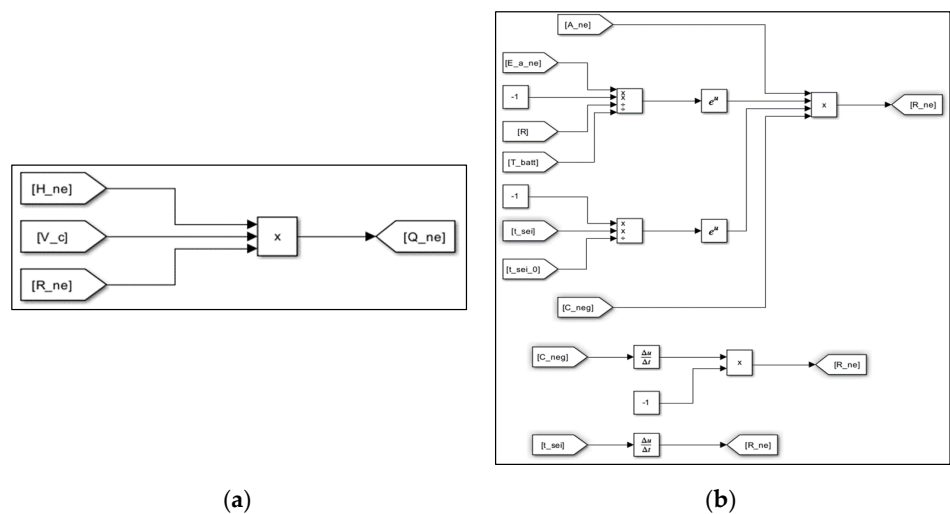 [H_ne]
[V_c]
[R_ne]
x
[Q_ne]
(a)
[A_ne]
[E_a_ne]
-1
[R]
[T_batt]
x
x
÷
÷
e^u
x
[R_ne]
-1
[t_sei]
[t_sei_0]
x
x
÷
e^u
[C_neg]
[C_neg]
Δu
Δt
x
[R_ne]
-1
[t_sei]
Δu
Δt
[R_ne]
(b)